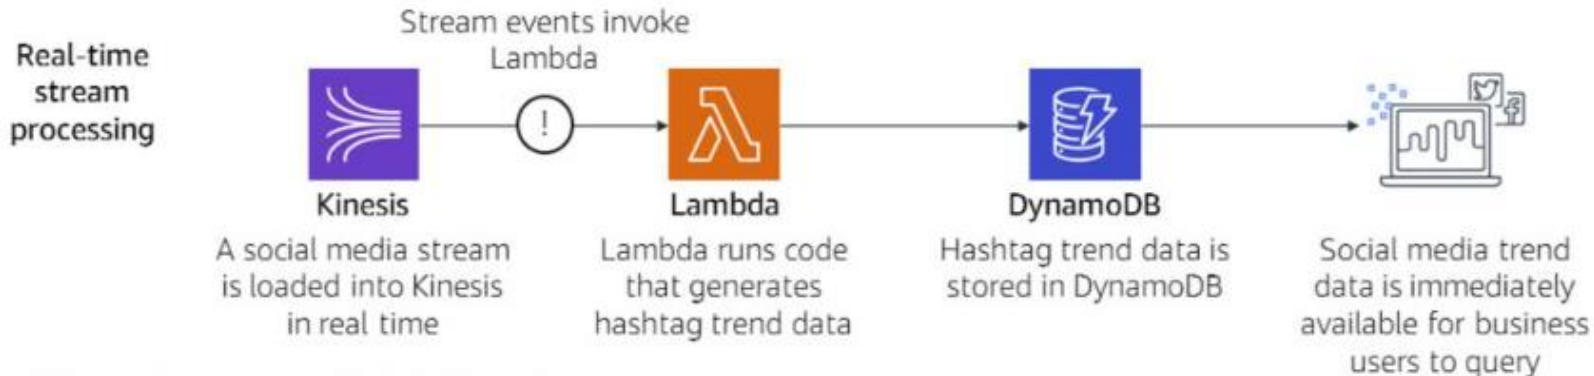 Real-time
stream
processing
Stream events invoke
Lambda
!
Kinesis
A social media stream
is loaded into Kinesis
in real time
Lambda
Lambda runs code
that generates
hashtag trend data
DynamoDB
Hashtag trend data is
stored in DynamoDB
Social media trend
data is immediately
available for business
users to query